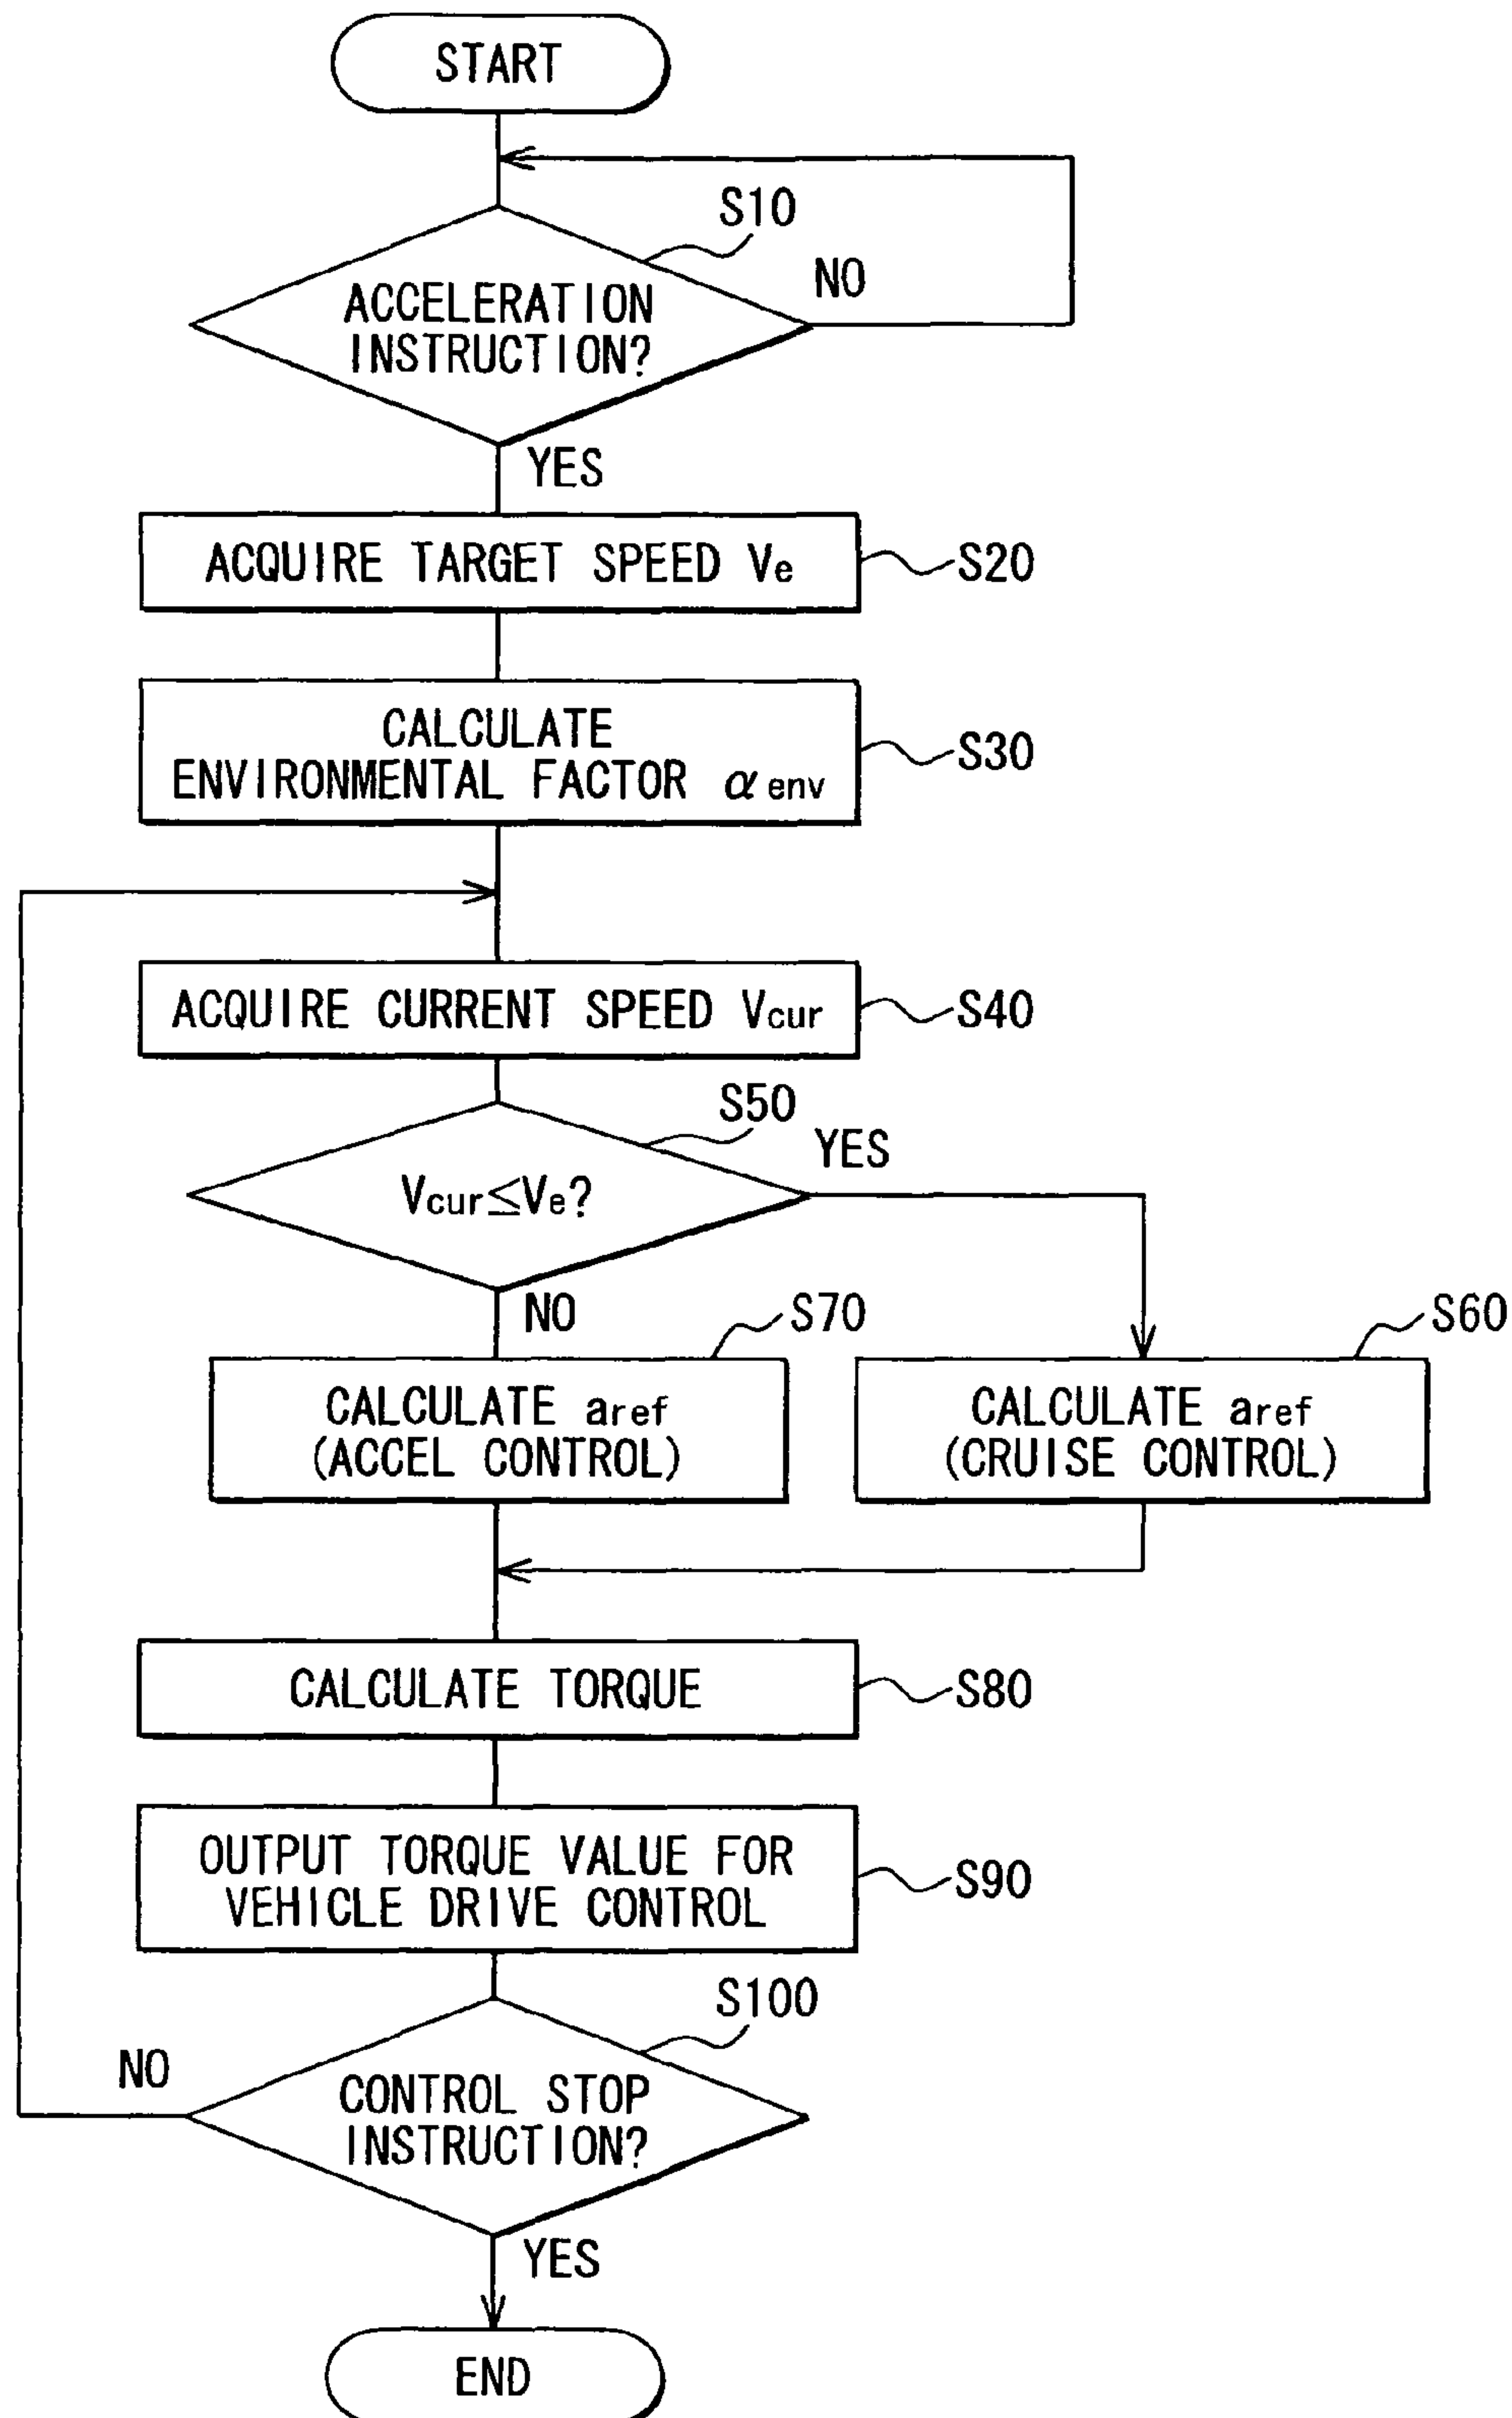 START
S10
NO
ACCELERATION
INSTRUCTION?
YES
ACQUIRE TARGET SPEED Ve
S20
CALCULATE
ENVIRONMENTAL FACTOR αenv
S30
ACQUIRE CURRENT SPEED Vcur
S40
S50
YES
Vcur≦Ve?
NO
S70
S60
CALCULATE aref
(ACCEL CONTROL)
CALCULATE aref
(CRUISE CONTROL)
CALCULATE TORQUE
S80
OUTPUT TORQUE VALUE FOR
VEHICLE DRIVE CONTROL
S90
S100
NO
CONTROL STOP
INSTRUCTION?
YES
END